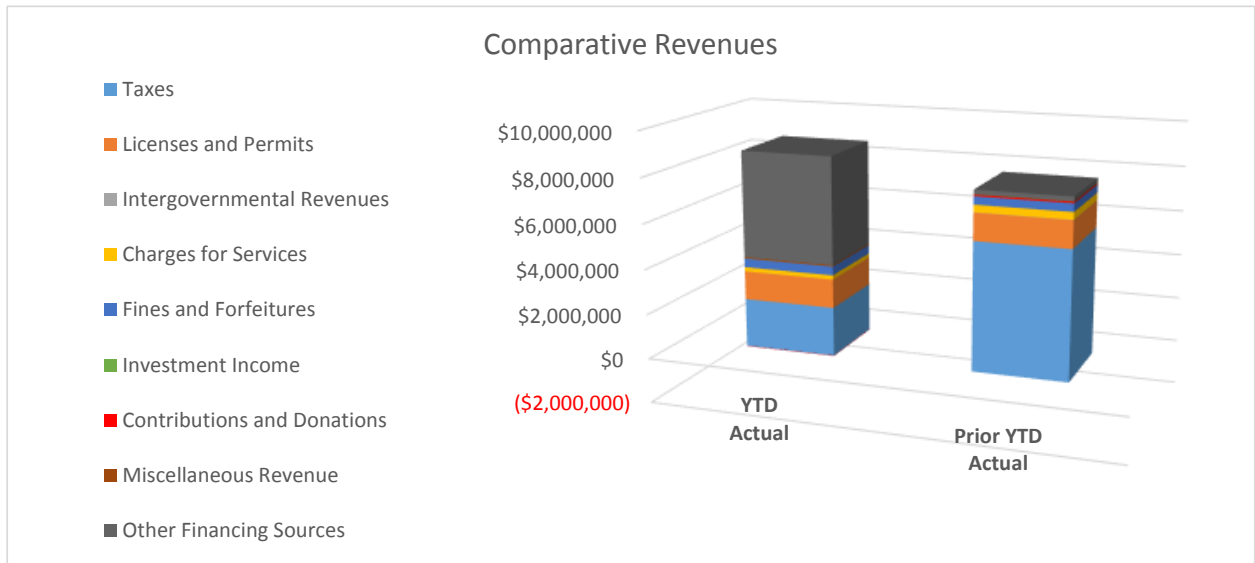 Comparative Revenues
Taxes
Licenses and Permits
Intergovernmental Revenues
Charges for Services
Fines and Forfeitures
Investment Income
Contributions and Donations
Miscellaneous Revenue
Other Financing Sources
$10,000,000
$8,000,000
$6,000,000
$4,000,000
$2,000,000
$0
($2,000,000)
YTD
Actual
Prior YTD
Actual